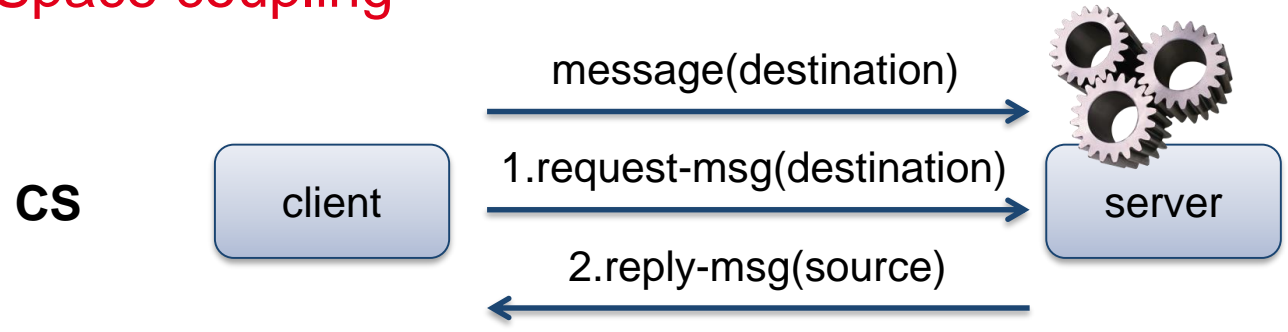 Space coupling
message(destination)
1.request-msg(destination)
CS
client
server
2.reply-msg(source)